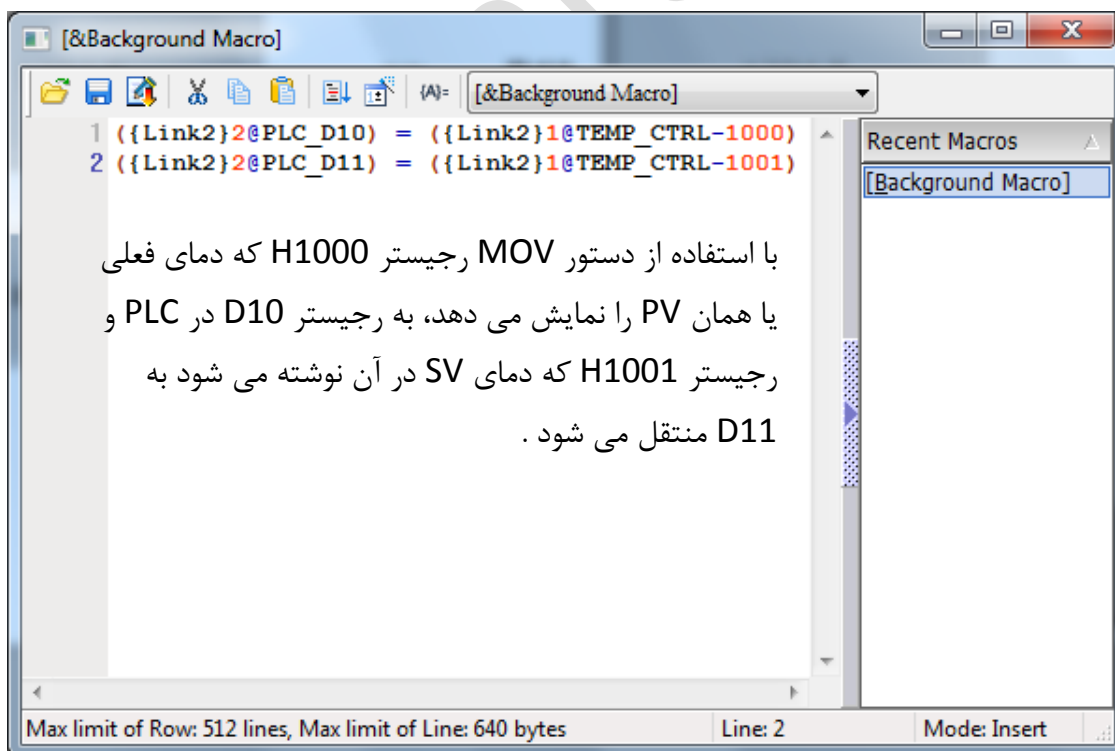 [&Background Macro]
{A}= [&Background Macro]
1 ({Link2}2@PLC_D10) = ({Link2}1@TEMP_CTRL-1000)
2 ({Link2}2@PLC_D11) = ({Link2}1@TEMP_CTRL-1001)
Recent Macros
[Background Macro]
با استفاده از دستور MOV رجیستر H1000 که دمای فعلی
یا همان PV را نمایش می دهد، به رجیستر D10 در PLC و
رجیستر H1001 که دمای SV در آن نوشته می شود به
D11 منتقل می شود .
Max limit of Row: 512 lines, Max limit of Line: 640 bytes
Line: 2
Mode: Insert